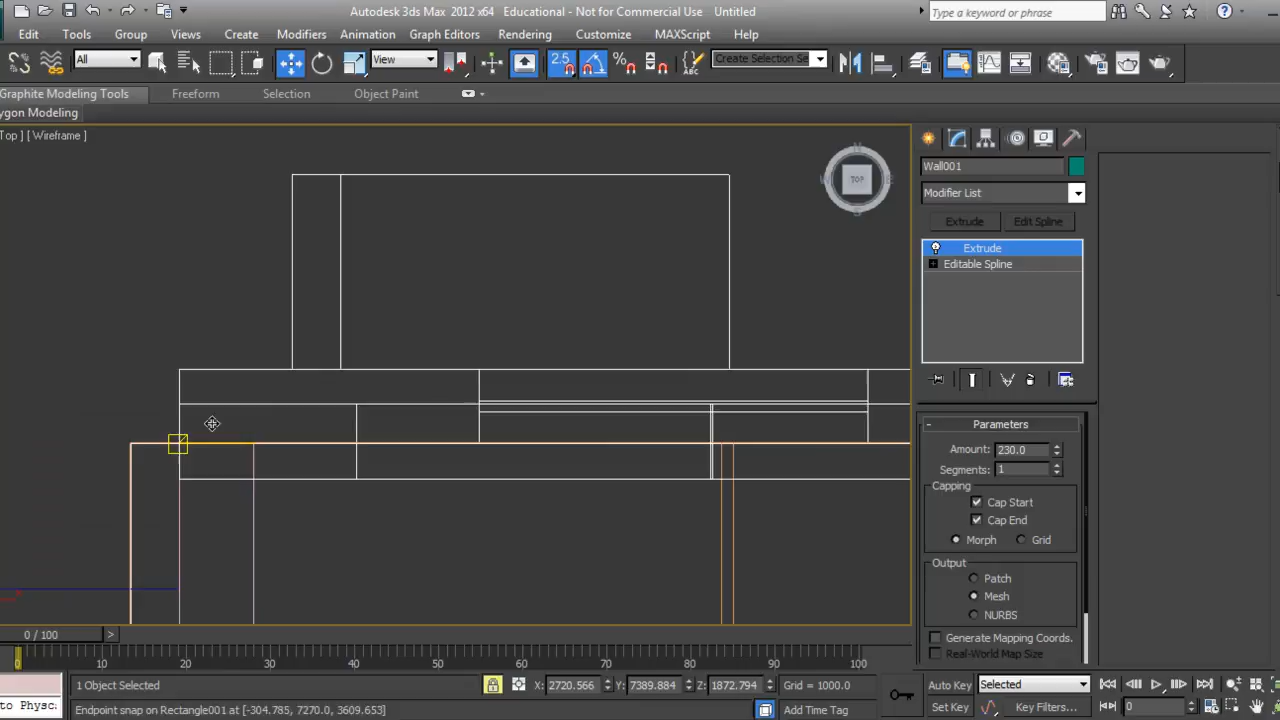 Autodesk 3ds Max 2012 x64 Educational - Not for Commercial Use Untitled
Type a keyword or phrase
Edit Tools Group Views Create Modifiers Animation Graph Editors Rendering Customize MAXScript Help
All View 2.5 Create Selection Se
Graphite Modeling Tools Freeform Selection Object Paint
ygon Modeling
Top ] [ Wireframe ]
TOP
Wall001
Modifier List
Extrude Edit Spline
Extrude
Editable Spline
Parameters
Amount: 230.0
Segments: 1
Capping
Cap Start
Cap End
Morph Grid
Output
Patch
Mesh
NURBS
Generate Mapping Coords.
Real-World Map Size
0 / 100 >
10 20 30 40 50 60 70 80 90 100
1 Object Selected X: 2720.566 Y: 7389.884 Z: 1872.794 Grid = 1000.0 Auto Key Selected
to Physc Endpoint snap on Rectangle001 at [-304.785, 7270.0, 3609.653] Add Time Tag Set Key Key Filters... 0